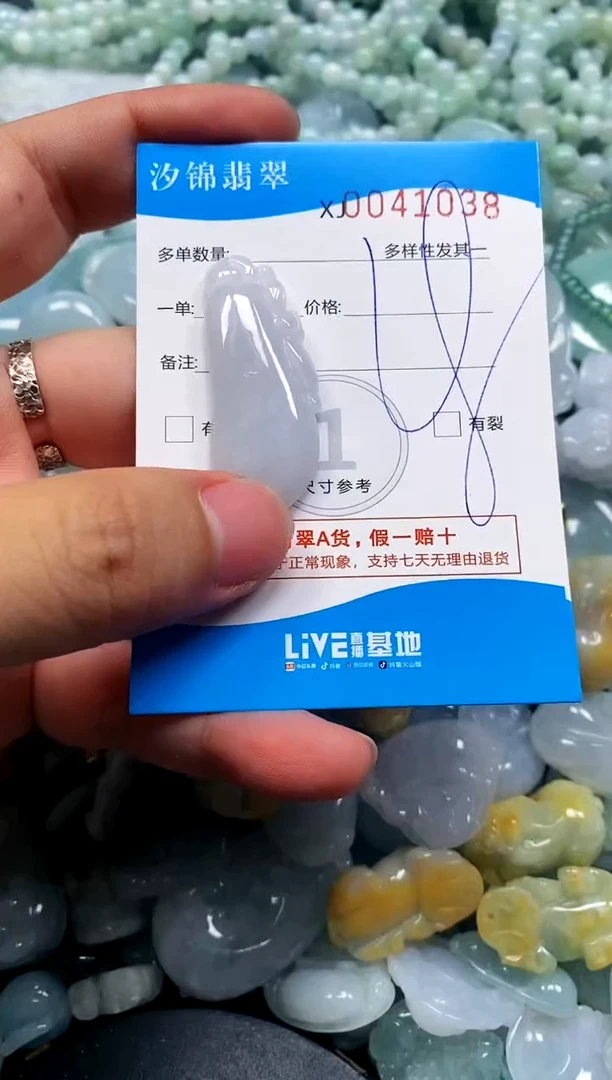 汐锦翡翠
XJ0041038
多单数量:
多样性发其一
一单:
价格:
备注:
有裂
1
尺寸参考
翠A货，假一赔十
正常现象，支持七天无理由退货
LiVE直播基地